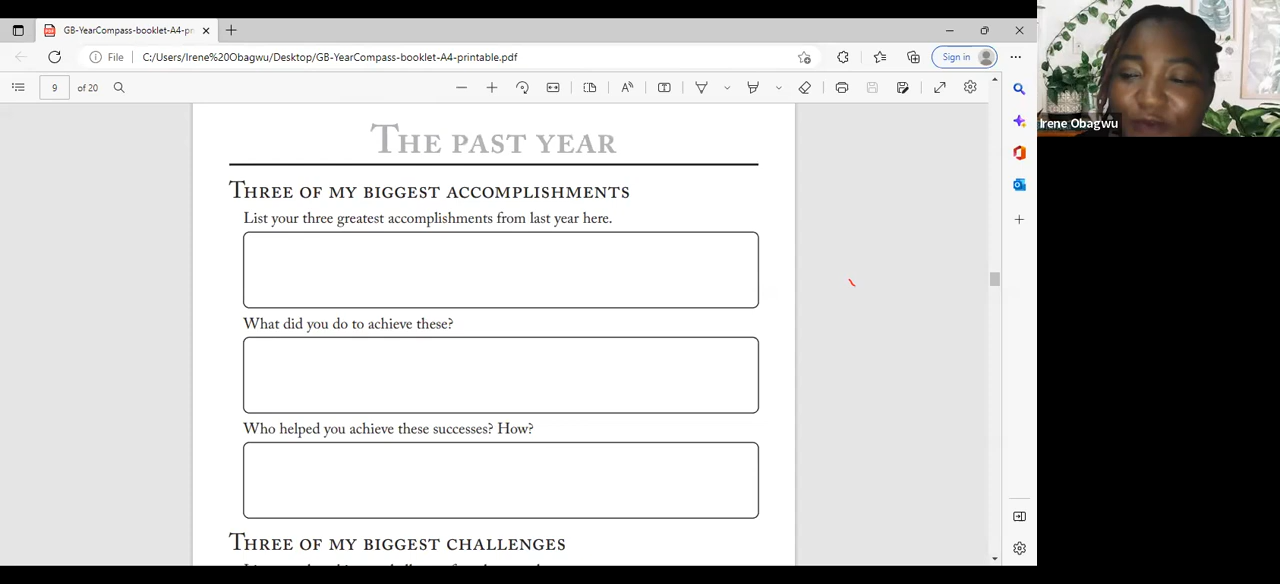 GB-YearCompass-booklet-A4-pr
File
C:/Users/Irene%20Obagwu/Desktop/GB-YearCompass-booklet-A4-printable.pdf
Sign in
9 of 20
THE PAST YEAR
THREE OF MY BIGGEST ACCOMPLISHMENTS
List your three greatest accomplishments from last year here.
What did you do to achieve these?
Who helped you achieve these successes? How?
THREE OF MY BIGGEST CHALLENGES
Irene Obagwu